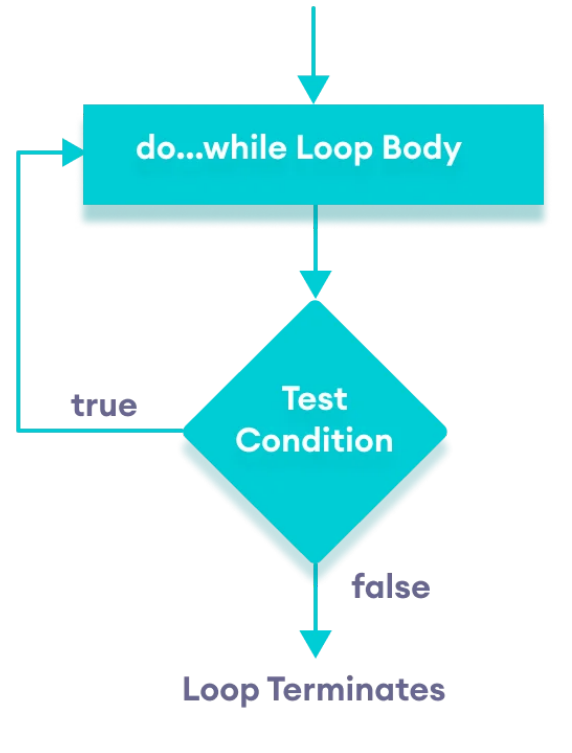 do...while Loop Body
Test
Condition
true
false
Loop Terminates